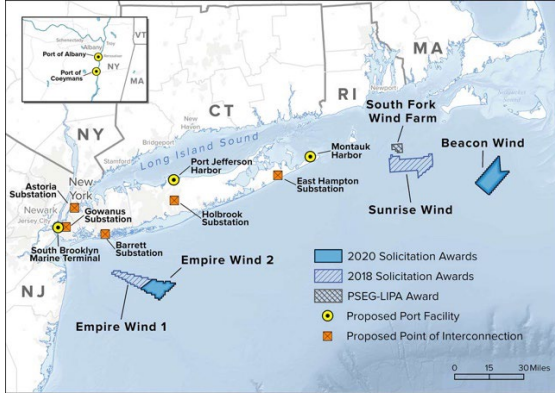 Schenectady
Troy
VT
Albany
Port of Albany
NY
Port of
Coeymans
MA
MA
RI
CT
NY
NJ
New
Haven
Bridgeport
Stamford
Newport
Long Island Sound
South Fork
Wind Farm
Beacon Wind
Sunrise Wind
Montauk
Harbor
Port Jefferson
Harbor
East Hampton
Substation
Holbrook
Substation
Astoria
Substation
New
York
Newark
Jersey City
Gowanus
Substation
South Brooklyn
Marine Terminal
Barrett
Substation
Empire Wind 2
Empire Wind 1
2020 Solicitation Awards
2018 Solicitation Awards
PSEG-LIPA Award
Proposed Port Facility
Proposed Point of Interconnection
0 15 30 Miles